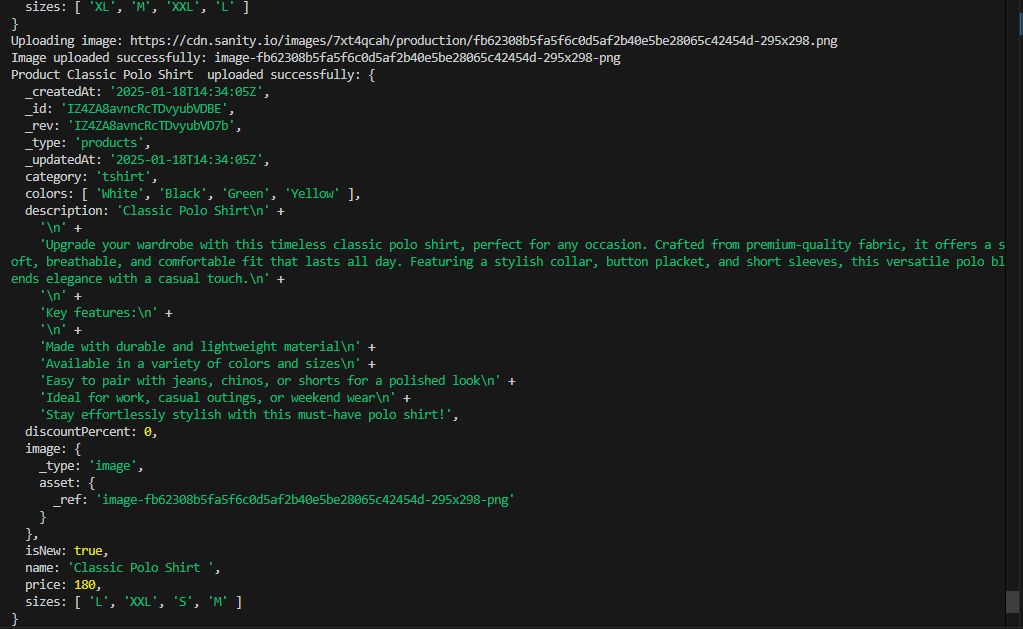 sizes: [ 'XL', 'M', 'XXL', 'L' ]
}
Uploading image: https://cdn.sanity.io/images/7xt4qcah/production/fb62308b5fa5f6c0d5af2b40e5be28065c42454d-295x298.png
Image uploaded successfully: image-fb62308b5fa5f6c0d5af2b40e5be28065c42454d-295x298-png
Product Classic Polo Shirt  uploaded successfully: {
  _createdAt: '2025-01-18T14:34:05Z',
  _id: 'IZ4ZA8avncRcTDvyubVDBE',
  _rev: 'IZ4ZA8avncRcTDvyubVD7b',
  _type: 'products',
  _updatedAt: '2025-01-18T14:34:05Z',
  category: 'tshirt',
  colors: [ 'White', 'Black', 'Green', 'Yellow' ],
  description: 'Classic Polo Shirt\n' +
    '\n' +
    'Upgrade your wardrobe with this timeless classic polo shirt, perfect for any occasion. Crafted from premium-quality fabric, it offers a s
oft, breathable, and comfortable fit that lasts all day. Featuring a stylish collar, button placket, and short sleeves, this versatile polo bl
ends elegance with a casual touch.\n' +
    '\n' +
    'Key features:\n' +
    '\n' +
    'Made with durable and lightweight material\n' +
    'Available in a variety of colors and sizes\n' +
    'Easy to pair with jeans, chinos, or shorts for a polished look\n' +
    'Ideal for work, casual outings, or weekend wear\n' +
    'Stay effortlessly stylish with this must-have polo shirt!',
  discountPercent: 0,
  image: {
    _type: 'image',
    asset: {
      _ref: 'image-fb62308b5fa5f6c0d5af2b40e5be28065c42454d-295x298-png'
    }
  },
  isNew: true,
  name: 'Classic Polo Shirt ',
  price: 180,
  sizes: [ 'L', 'XXL', 'S', 'M' ]
}